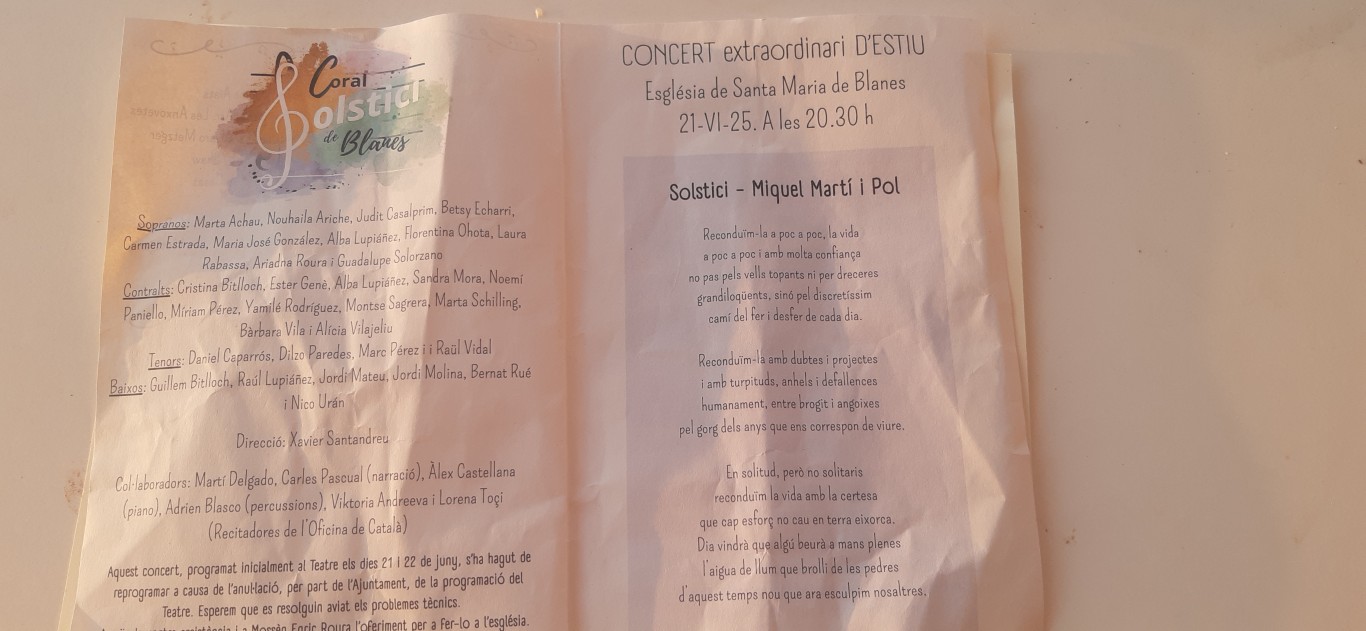 Coral
Solstici
de Blanes
Sopranos: Marta Achau, Nouhaila Ariche, Judit Casalprim, Betsy Echarri,
Carmen Estrada, Maria José González, Alba Lupiáñez, Florentina Ohota, Laura
Rabassa, Ariadna Roura i Guadalupe Solorzano
Contralts: Cristina Bitlloch, Ester Genè, Alba Lupiáñez, Sandra Mora, Noemí
Paniello, Míriam Pérez, Yamilé Rodríguez, Montse Sagrera, Marta Schilling,
Bàrbara Vila i Alícia Vilajeliu
Tenors: Daniel Caparrós, Dilzo Paredes, Marc Pérez i i Raül Vidal
Baixos: Guillem Bitlloch, Raúl Lupiáñez, Jordi Mateu, Jordi Molina, Bernat Rué
i Nico Urán
Direcció: Xavier Santandreu
Col·laboradors: Martí Delgado, Carles Pascual (narració), Àlex Castellana
(piano), Adrien Blasco (percussions), Viktoria Andreeva i Lorena Toçi
(Recitadores de l'Oficina de Català)
Aquest concert, programat inicialment al Teatre els dies 21 i 22 de juny, s'ha hagut de
reprogramar a causa de l'anul·lació, per part de l'Ajuntament, de la programació del
Teatre. Esperem que es resolguin aviat els problemes tècnics.
i a Mossèn Enric Roura l'oferiment per a fer-lo a l'església.
CONCERT extraordinari D'ESTIU
Església de Santa Maria de Blanes
21-VI-25. A les 20.30 h
Solstici - Miquel Martí i Pol
Reconduïm-la a poc a poc, la vida
a poc a poc i amb molta confiança
no pas pels vells topants ni per dreceres
grandiloqüents, sinó pel discretíssim
camí del fer i desfer de cada dia.
Reconduïm-la amb dubtes i projectes
i amb turpituds, anhels i defallences
humanament, entre brogit i angoixes
pel gorg dels anys que ens correspon de viure.
En solitud, però no solitaris
reconduïm la vida amb la certesa
que cap esforç no cau en terra eixorca.
Dia vindrà que algú beurà a mans plenes
l'aigua de llum que brolli de les pedres
d'aquest temps nou que ara esculpim nosaltres.